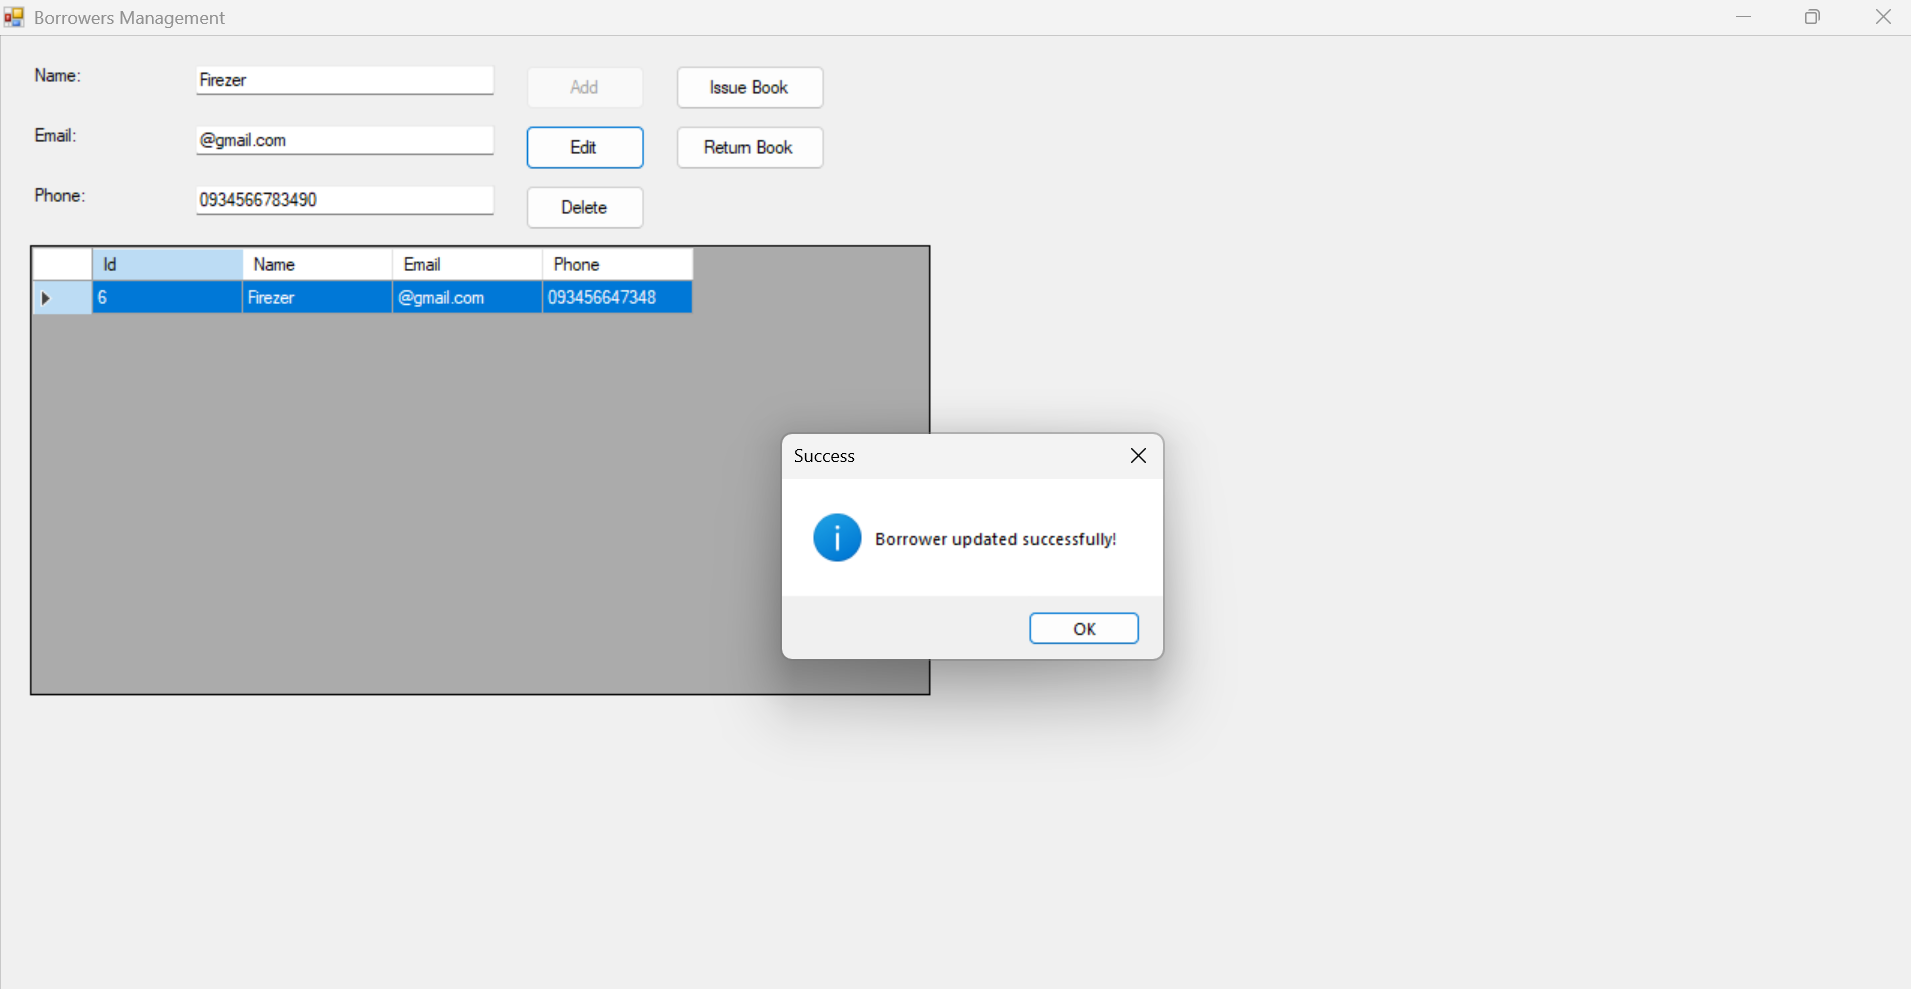 Borrowers Management
Name: Firezer Add Issue Book
Email: @gmail.com Edit Return Book
Phone: 0934566783490 Delete
Id Name Email Phone
6 Firezer @gmail.com 093456647348
Success
Borrower updated successfully!
OK